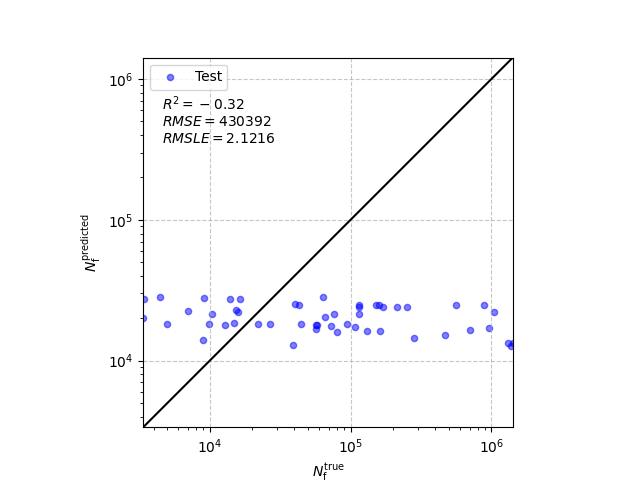 Test
R² = −0.32
RMSE = 430392
RMSLE = 2.1216
10⁶
10⁵
10⁴
N_f^predicted
10⁴ 10⁵ 10⁶
N_f^true